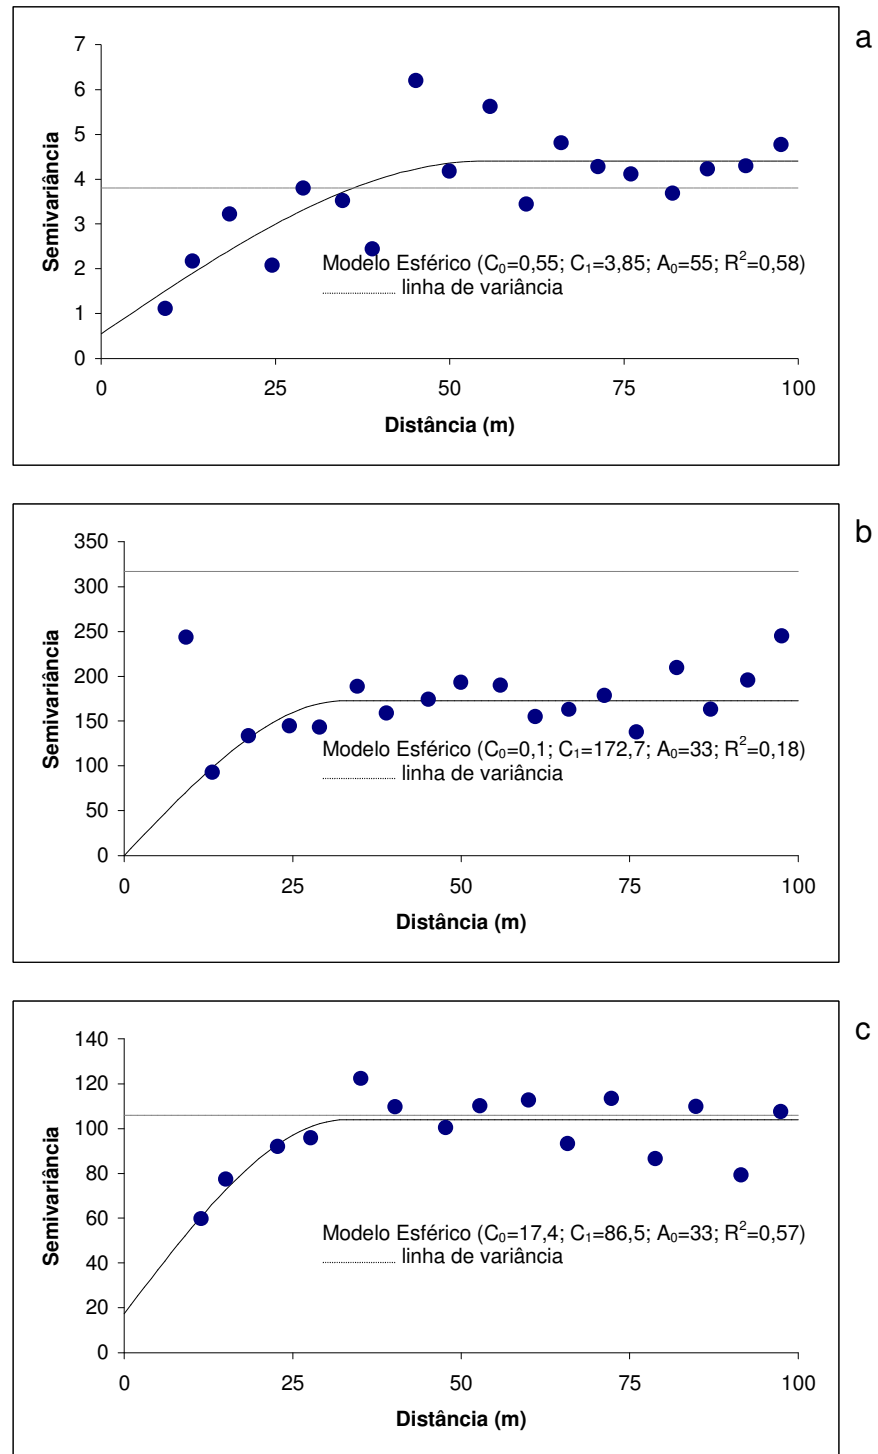 a
7
6
5
4
3
2
1
0
Semivariância
Modelo Esférico (C₀=0,55; C₁=3,85; A₀=55; R²=0,58)
............... linha de variância
0 25 50 75 100
Distância (m)
b
350
300
250
200
150
100
50
0
Semivariância
Modelo Esférico (C₀=0,1; C₁=172,7; A₀=33; R²=0,18)
............... linha de variância
0 25 50 75 100
Distância (m)
c
140
120
100
80
60
40
20
0
Semivariância
Modelo Esférico (C₀=17,4; C₁=86,5; A₀=33; R²=0,57)
............... linha de variância
0 25 50 75 100
Distância (m)